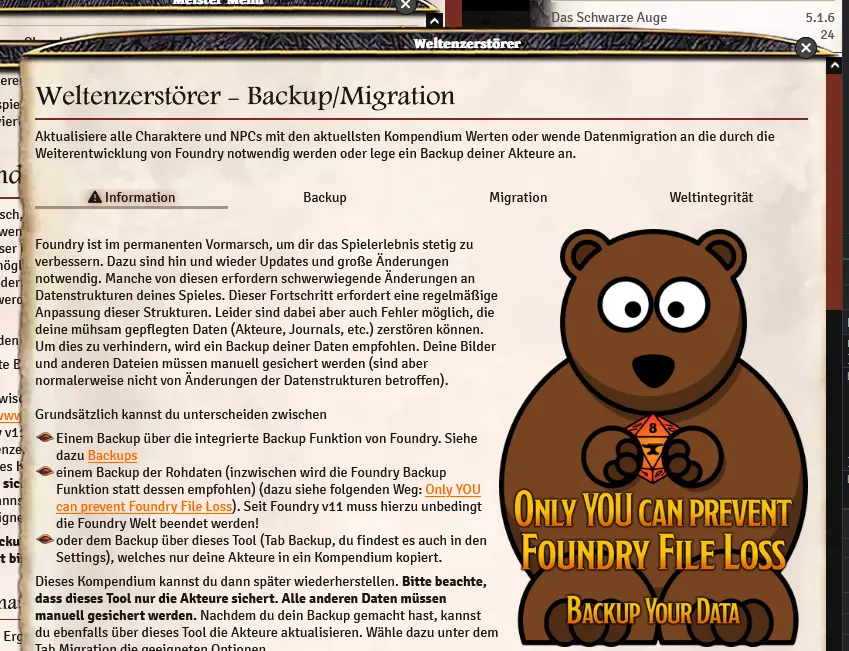 Meister Menü
Das Schwarze Auge 5.1.6
24
Weltenzerstörer
Weltenzerstörer – Backup/Migration
Aktualisiere alle Charaktere und NPCs mit den aktuellsten Kompendium Werten oder wende Datenmigration an die durch die
Weiterentwicklung von Foundry notwendig werden oder lege ein Backup deiner Akteure an.
Information Backup Migration Weltintegrität
Foundry ist im permanenten Vormarsch, um dir das Spielerlebnis stetig zu
verbessern. Dazu sind hin und wieder Updates und große Änderungen
notwendig. Manche von diesen erfordern schwerwiegende Änderungen an
Datenstrukturen deines Spieles. Dieser Fortschritt erfordert eine regelmäßige
Anpassung dieser Strukturen. Leider sind dabei aber auch Fehler möglich, die
deine mühsam gepflegten Daten (Akteure, Journals, etc.) zerstören können.
Um dies zu verhindern, wird ein Backup deiner Daten empfohlen. Deine Bilder
und anderen Dateien müssen manuell gesichert werden (sind aber
normalerweise nicht von Änderungen der Datenstrukturen betroffen).
Grundsätzlich kannst du unterscheiden zwischen
Einem Backup über die integrierte Backup Funktion von Foundry. Siehe
dazu Backups
einem Backup der Rohdaten (inzwischen wird die Foundry Backup
Funktion statt dessen empfohlen) (dazu siehe folgenden Weg: Only YOU
can prevent Foundry File Loss). Seit Foundry v11 muss hierzu unbedingt
die Foundry Welt beendet werden!
oder dem Backup über dieses Tool (Tab Backup, du findest es auch in den
Settings), welches nur deine Akteure in ein Kompendium kopiert.
Dieses Kompendium kannst du dann später wiederherstellen. Bitte beachte,
dass dieses Tool nur die Akteure sichert. Alle anderen Daten müssen
manuell gesichert werden. Nachdem du dein Backup gemacht hast, kannst
du ebenfalls über dieses Tool die Akteure aktualisieren. Wähle dazu unter dem
Tab Migration die geeigneten Optionen.
8
ONLY YOU CAN PREVENT
FOUNDRY FILE LOSS
BACKUP YOUR DATA